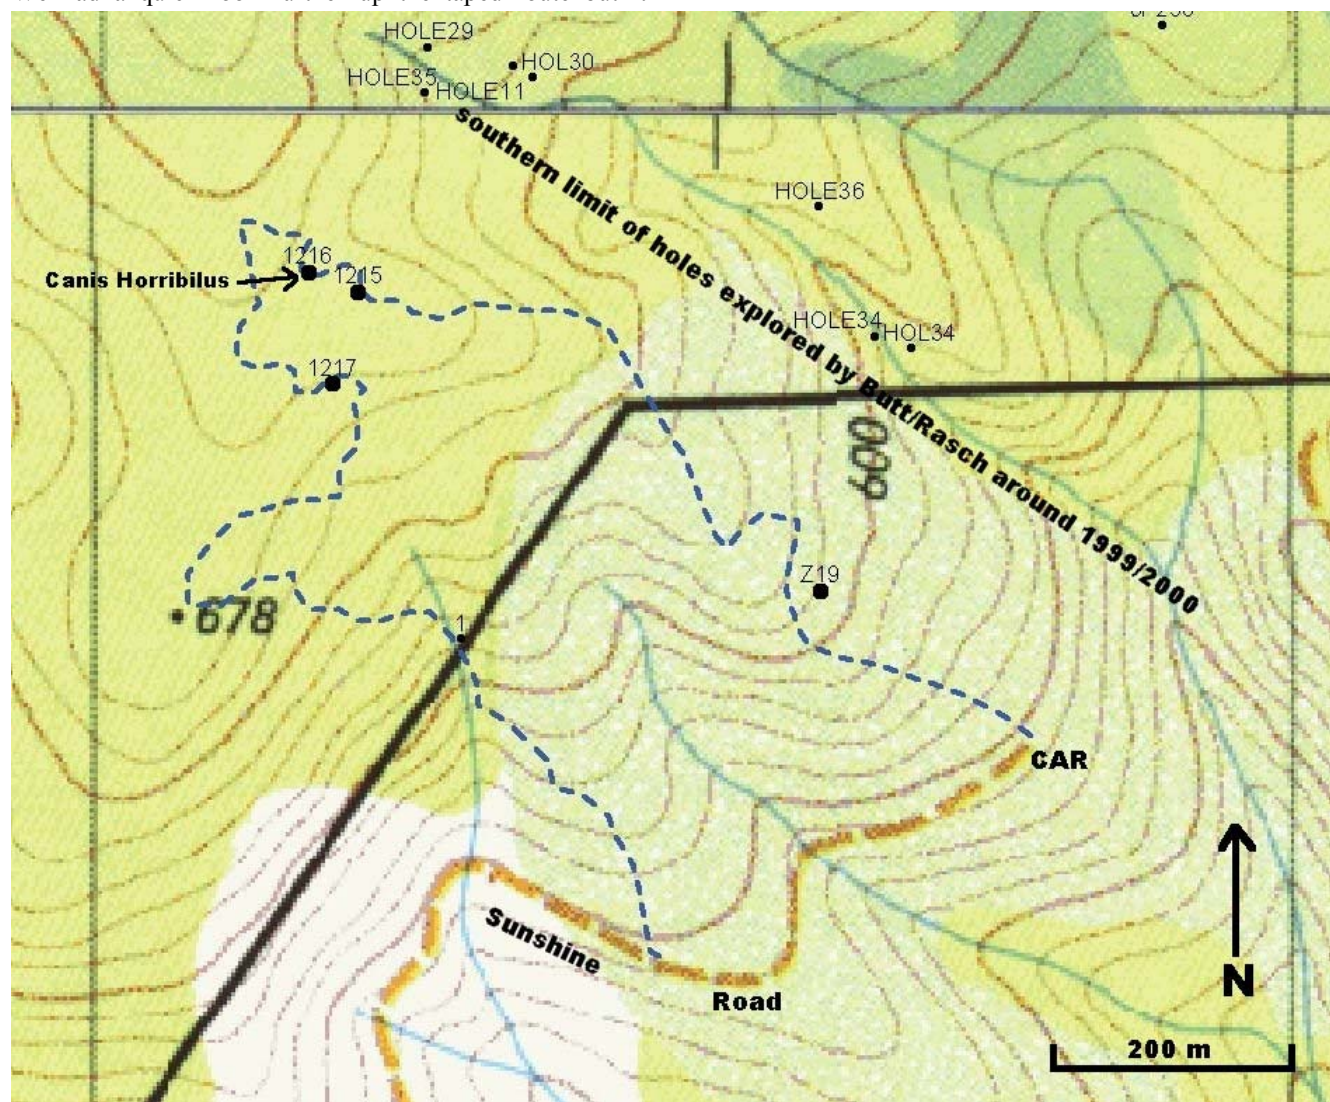 HOLE29
HOL30
HOLE35
HOLE11
southern limit of holes explored by Butt/Rasch around 1999/2000
HOLE36
1216
Canis Horribilus
1215
HOLE34
HOL34
1217
600
Z19
678
1
CAR
Sunshine
Road
N
200 m